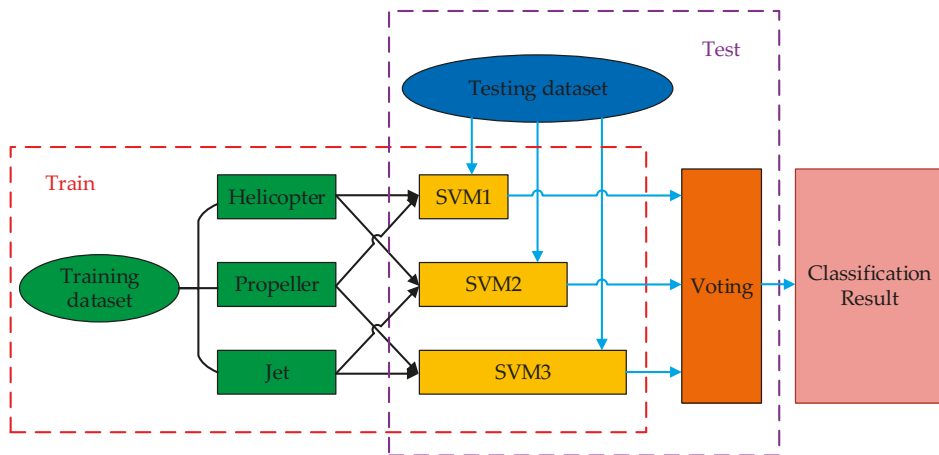 Test
Testing dataset
Train
Helicopter
SVM1
Training
dataset
Propeller
SVM2
Voting
Classification
Result
Jet
SVM3